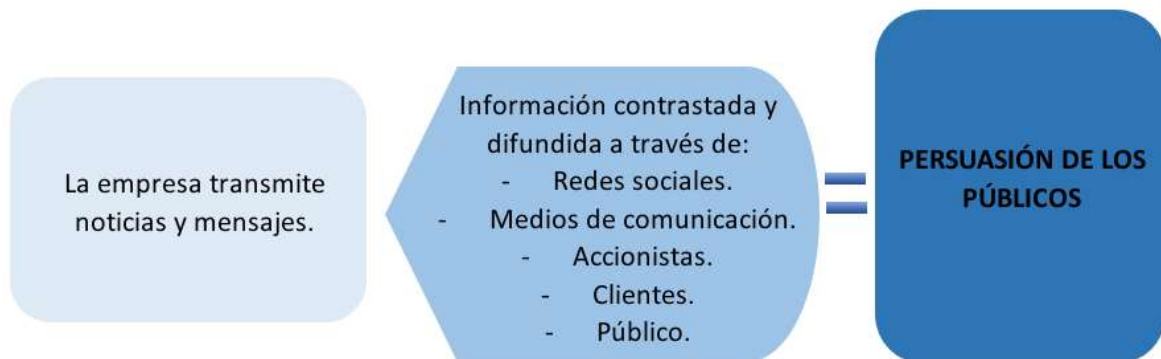 La empresa transmite
noticias y mensajes.
Información contrastada y
difundida a través de:
- Redes sociales.
- Medios de comunicación.
- Accionistas.
- Clientes.
- Público.
PERSUASIÓN DE LOS
PÚBLICOS